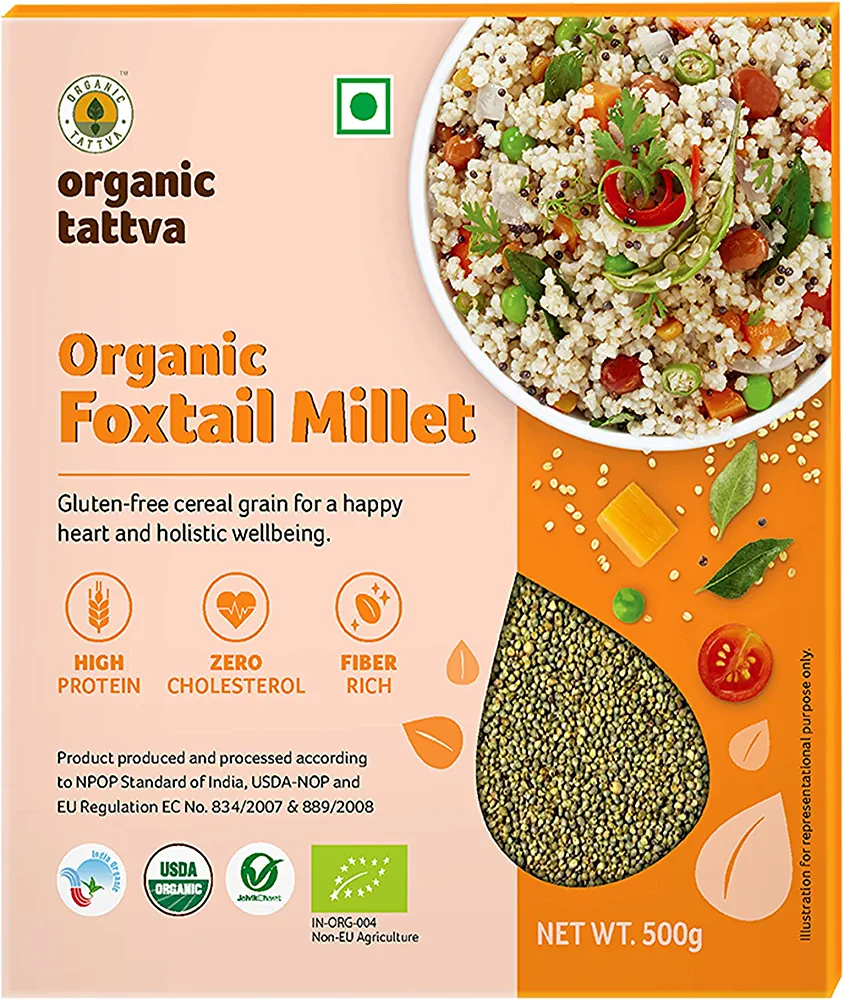 ORGANIC
TATTVA
TM
organic
tattva
Organic
Foxtail Millet
Gluten-free cereal grain for a happy
heart and holistic wellbeing.
HIGH
PROTEIN
ZERO
CHOLESTEROL
FIBER
RICH
Product produced and processed according
to NPOP Standard of India, USDA-NOP and
EU Regulation EC No. 834/2007 & 889/2008
India Organic
USDA
ORGANIC
JaivikBharat
IN-ORG-004
Non-EU Agriculture
NET WT. 500g
Illustration for representational purpose only.